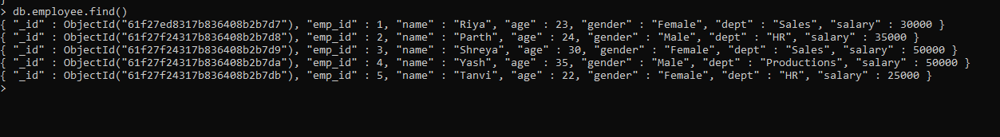 }
> db.employee.find()
{ "_id" : ObjectId("61f27ed8317b836408b2b7d7"), "emp_id" : 1, "name" : "Riya", "age" : 23, "gender" : "Female", "dept" : "Sales", "salary" : 30000 }
{ "_id" : ObjectId("61f27f24317b836408b2b7d8"), "emp_id" : 2, "name" : "Parth", "age" : 24, "gender" : "Male", "dept" : "HR", "salary" : 35000 }
{ "_id" : ObjectId("61f27f24317b836408b2b7d9"), "emp_id" : 3, "name" : "Shreya", "age" : 30, "gender" : "Female", "dept" : "Sales", "salary" : 50000 }
{ "_id" : ObjectId("61f27f24317b836408b2b7da"), "emp_id" : 4, "name" : "Yash", "age" : 35, "gender" : "Male", "dept" : "Productions", "salary" : 50000 }
{ "_id" : ObjectId("61f27f24317b836408b2b7db"), "emp_id" : 5, "name" : "Tanvi", "age" : 22, "gender" : "Female", "dept" : "HR", "salary" : 25000 }
>